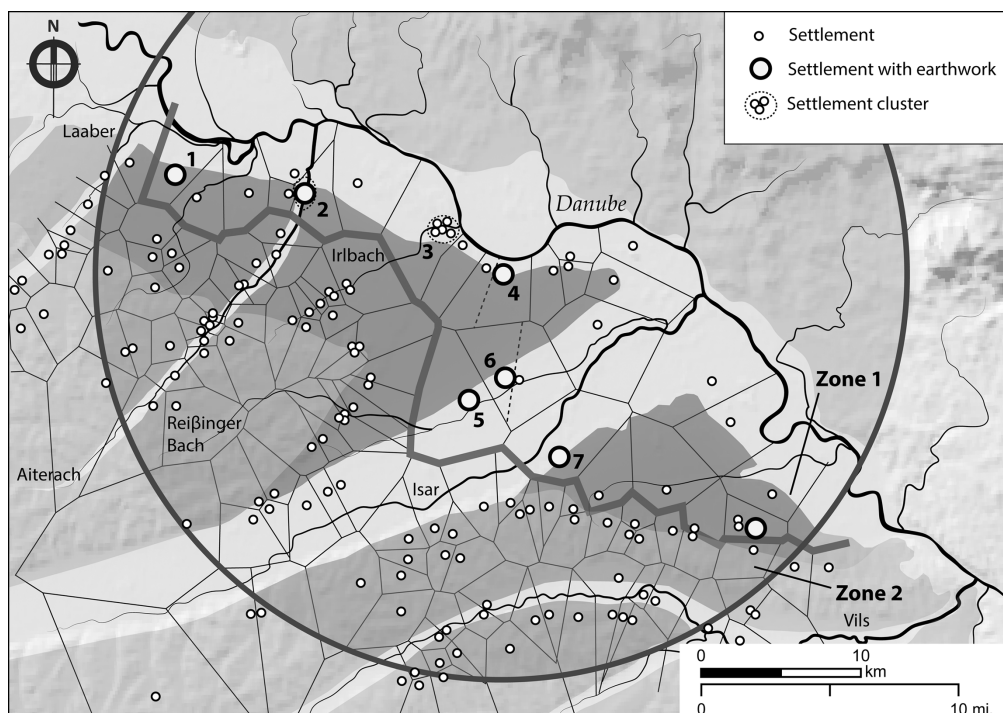 N
Settlement
Settlement with earthwork
Settlement cluster
Laaber
1
2
Danube
3
Irlbach
4
6
Zone 1
5
Reißinger
Bach
7
Aiterach
Isar
Zone 2
Vils
0 10
km
0 10 mi